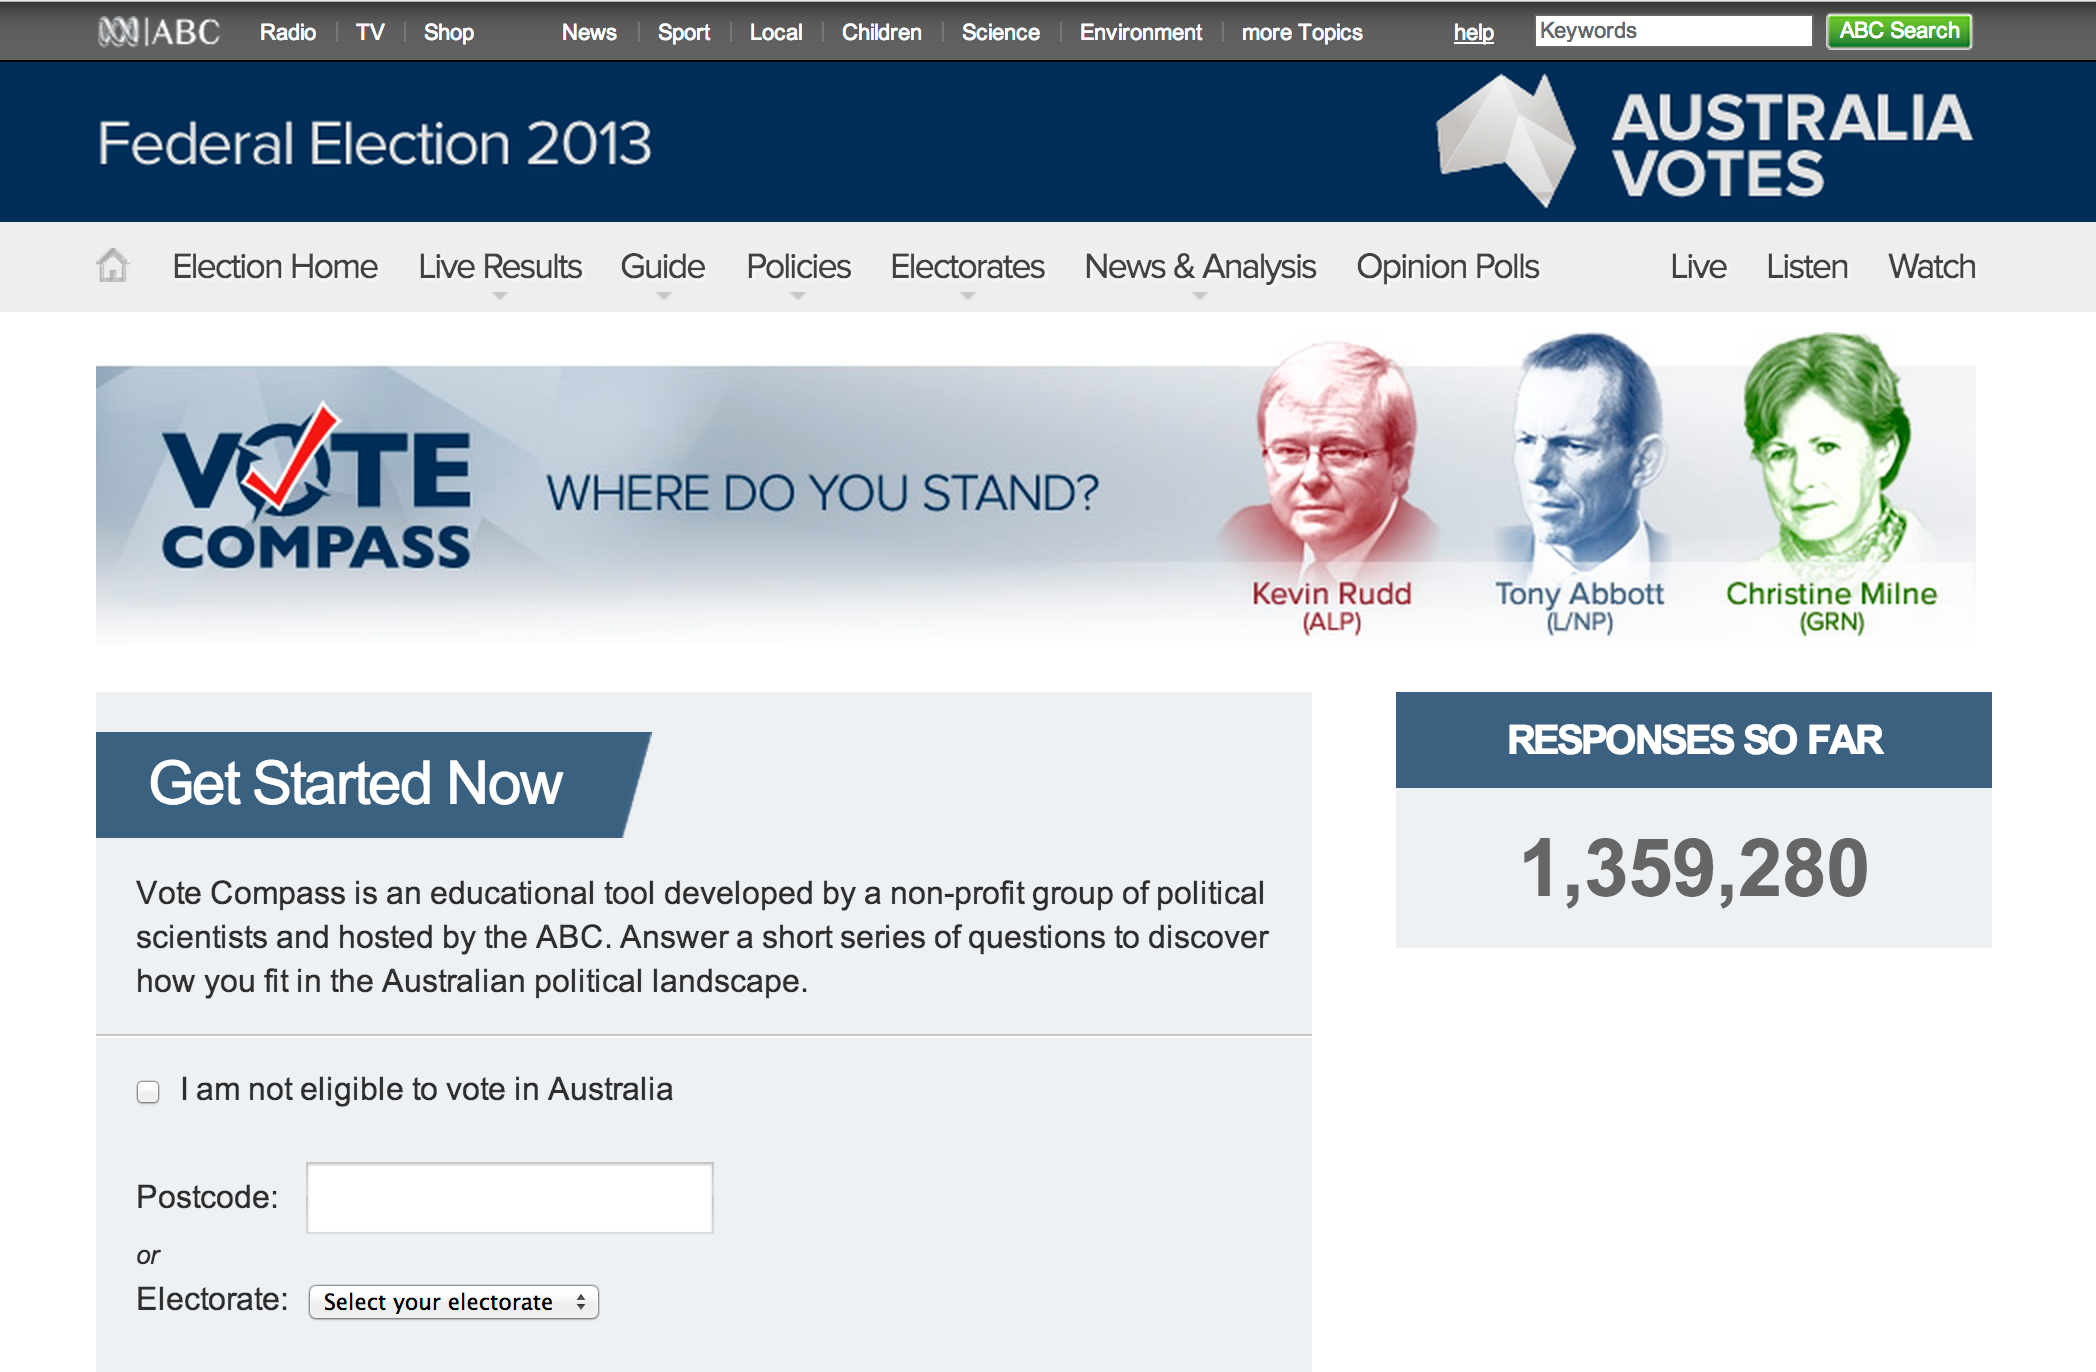 ABC Radio TV Shop News Sport Local Children Science Environment more Topics help Keywords ABC Search
Federal Election 2013
AUSTRALIA
VOTES
Election Home Live Results Guide Policies Electorates News & Analysis Opinion Polls Live Listen Watch
VOTE
COMPASS
WHERE DO YOU STAND?
Kevin Rudd
(ALP)
Tony Abbott
(L/NP)
Christine Milne
(GRN)
Get Started Now
Vote Compass is an educational tool developed by a non-profit group of political
scientists and hosted by the ABC. Answer a short series of questions to discover
how you fit in the Australian political landscape.
I am not eligible to vote in Australia
Postcode:
or
Electorate: Select your electorate
RESPONSES SO FAR
1,359,280